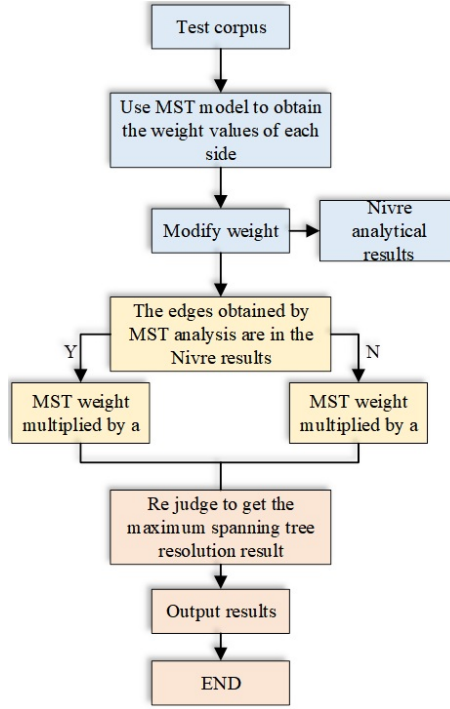 Test corpus
Use MST model to obtain
the weight values of each
side
Modify weight
Nivre
analytical
results
The edges obtained by
MST analysis are in the
Nivre results
Y
N
MST weight
multiplied by a
MST weight
multiplied by a
Re judge to get the
maximum spanning tree
resolution result
Output results
END